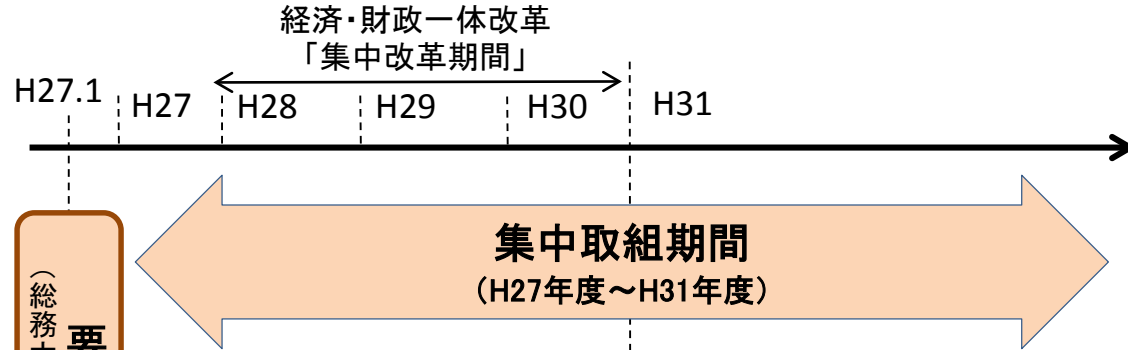 経済・財政一体改革
「集中改革期間」
H27.1
H27
H28
H29
H30
H31
集中取組期間
（H27年度～H31年度）
（総務
要